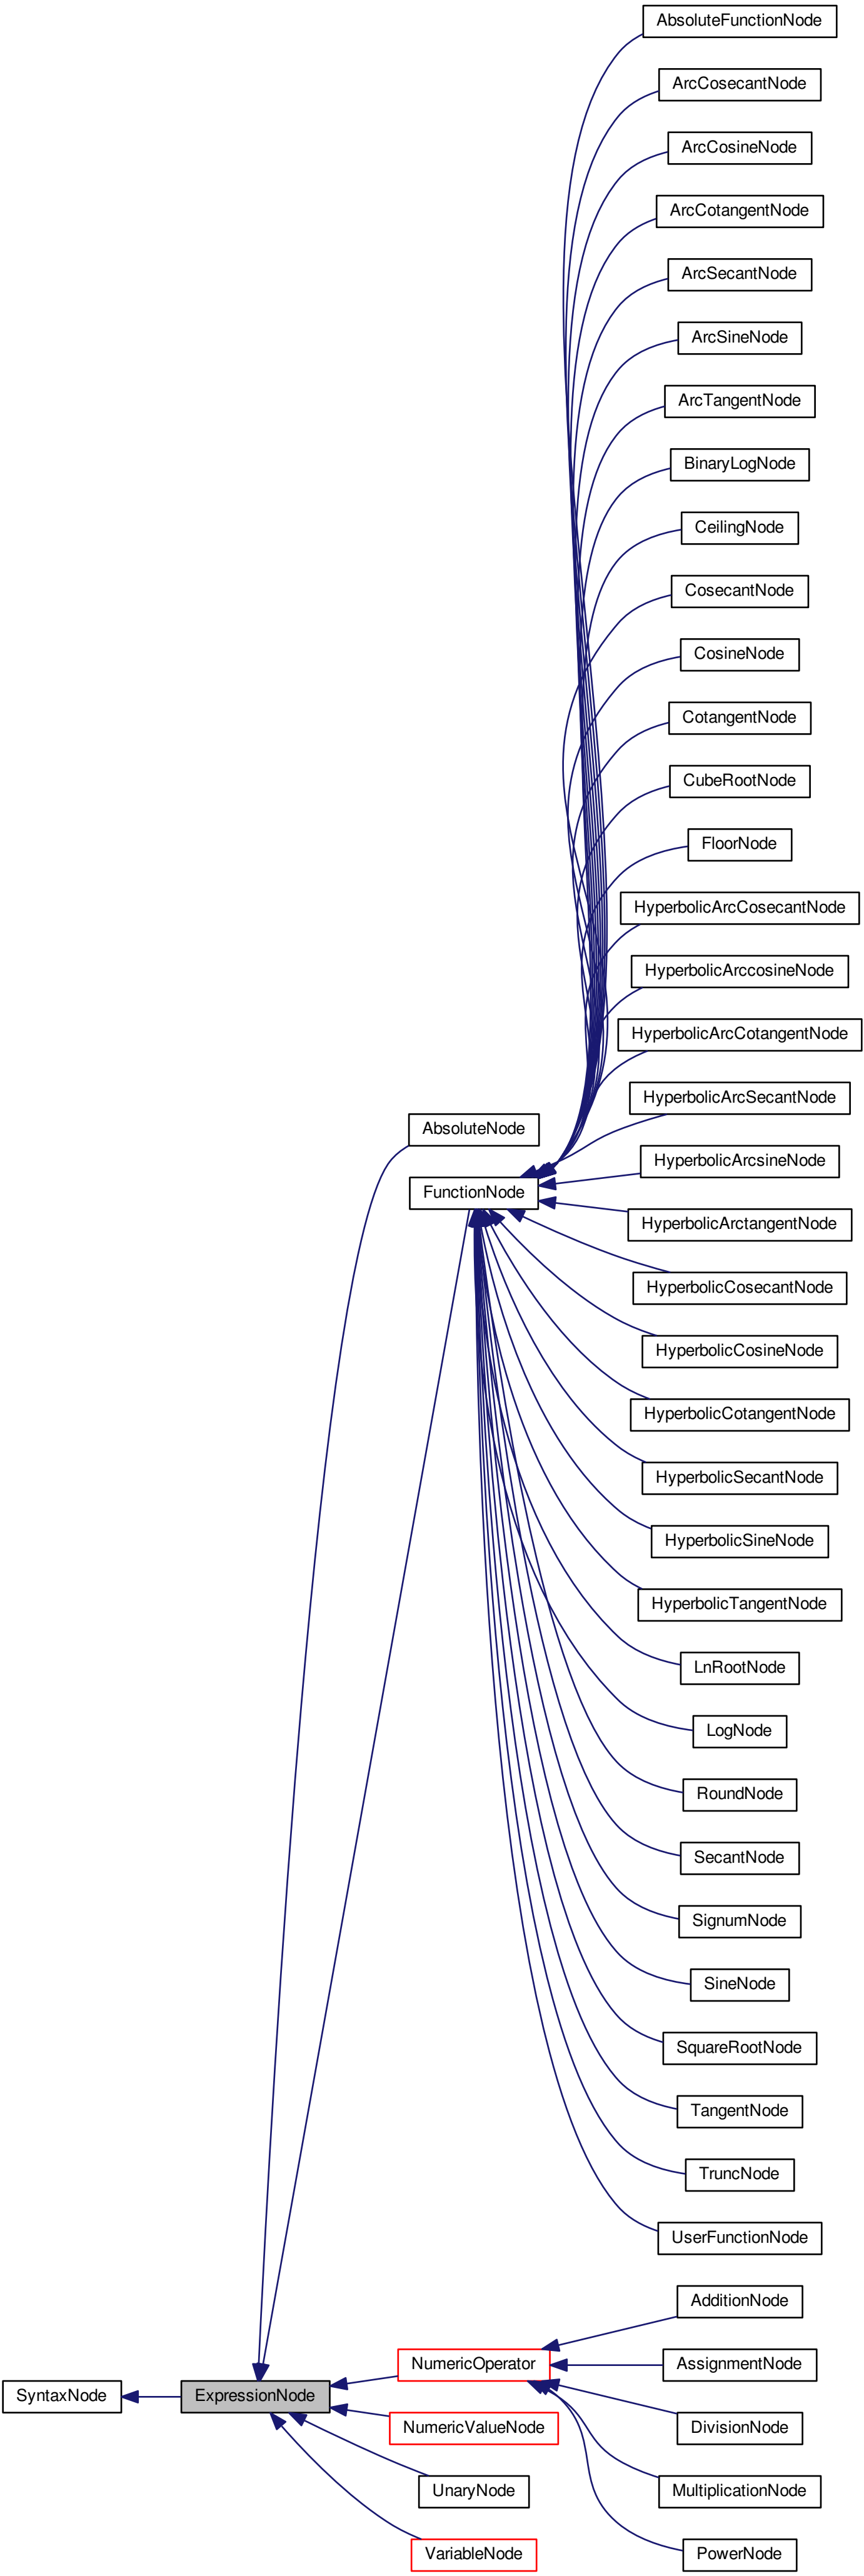 AbsoluteFunctionNode
ArcCosecantNode
ArcCosineNode
ArcCotangentNode
ArcSecantNode
ArcSineNode
ArcTangentNode
BinaryLogNode
CeilingNode
CosecantNode
CosineNode
CotangentNode
CubeRootNode
FloorNode
HyperbolicArcCosecantNode
HyperbolicArccosineNode
HyperbolicArcCotangentNode
HyperbolicArcSecantNode
AbsoluteNode
HyperbolicArcsineNode
FunctionNode
HyperbolicArctangentNode
HyperbolicCosecantNode
HyperbolicCosineNode
HyperbolicCotangentNode
HyperbolicSecantNode
HyperbolicSineNode
HyperbolicTangentNode
LnRootNode
LogNode
RoundNode
SecantNode
SignumNode
SineNode
SquareRootNode
TangentNode
TruncNode
UserFunctionNode
AdditionNode
NumericOperator
AssignmentNode
SyntaxNode
ExpressionNode
NumericValueNode
DivisionNode
UnaryNode
MultiplicationNode
VariableNode
PowerNode